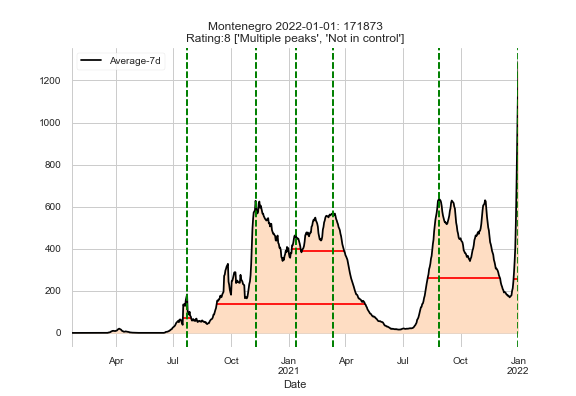 Montenegro 2022-01-01: 171873
Rating:8 ['Multiple peaks', 'Not in control']
Average-7d
1200
1000
800
600
400
200
0
Apr Jul Oct Jan Apr Jul Oct Jan
2021 2022
Date